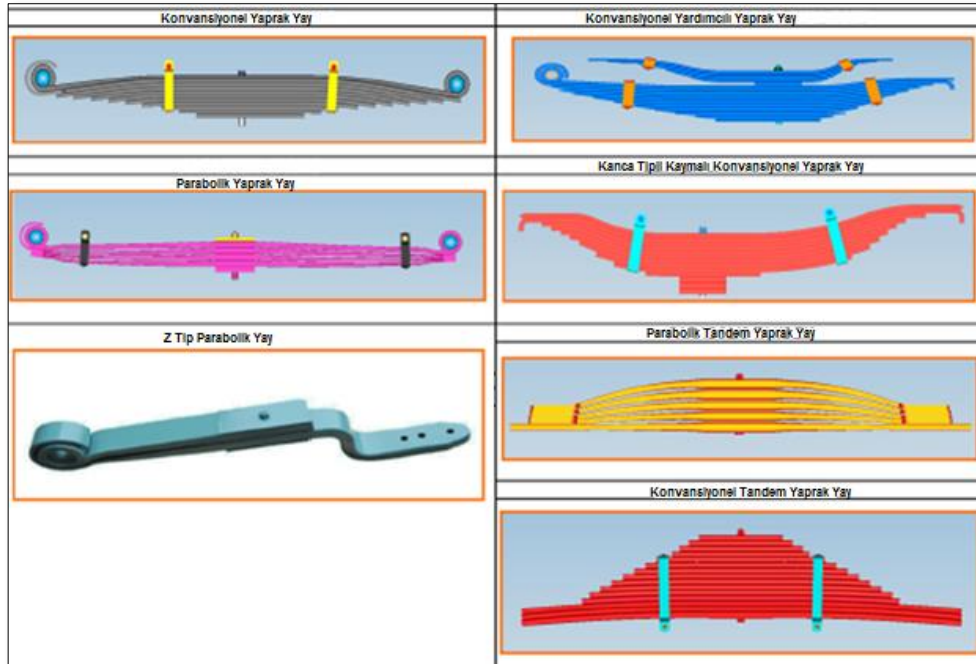 Konvansiyonel Yaprak Yay
Konvansiyonel Yardımcılı Yaprak Yay
Parabolik Yaprak Yay
Kanca Tipli Kaymalı Konvansiyonel Yaprak Yay
Z Tip Parabolik Yay
Parabolik Tandem Yaprak Yay
Konvansiyonel Tandem Yaprak Yay